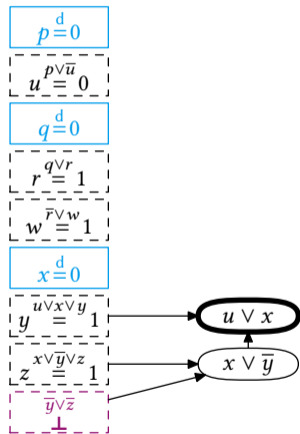 d
p = 0
p∨u̅
u = 0
d
q = 0
q∨r
r = 1
r̅∨w
w = 1
d
x = 0
u∨x∨y
y = 1
u ∨ x
x∨y̅∨z
z = 1
x ∨ y̅
y̅∨z̅
⊥